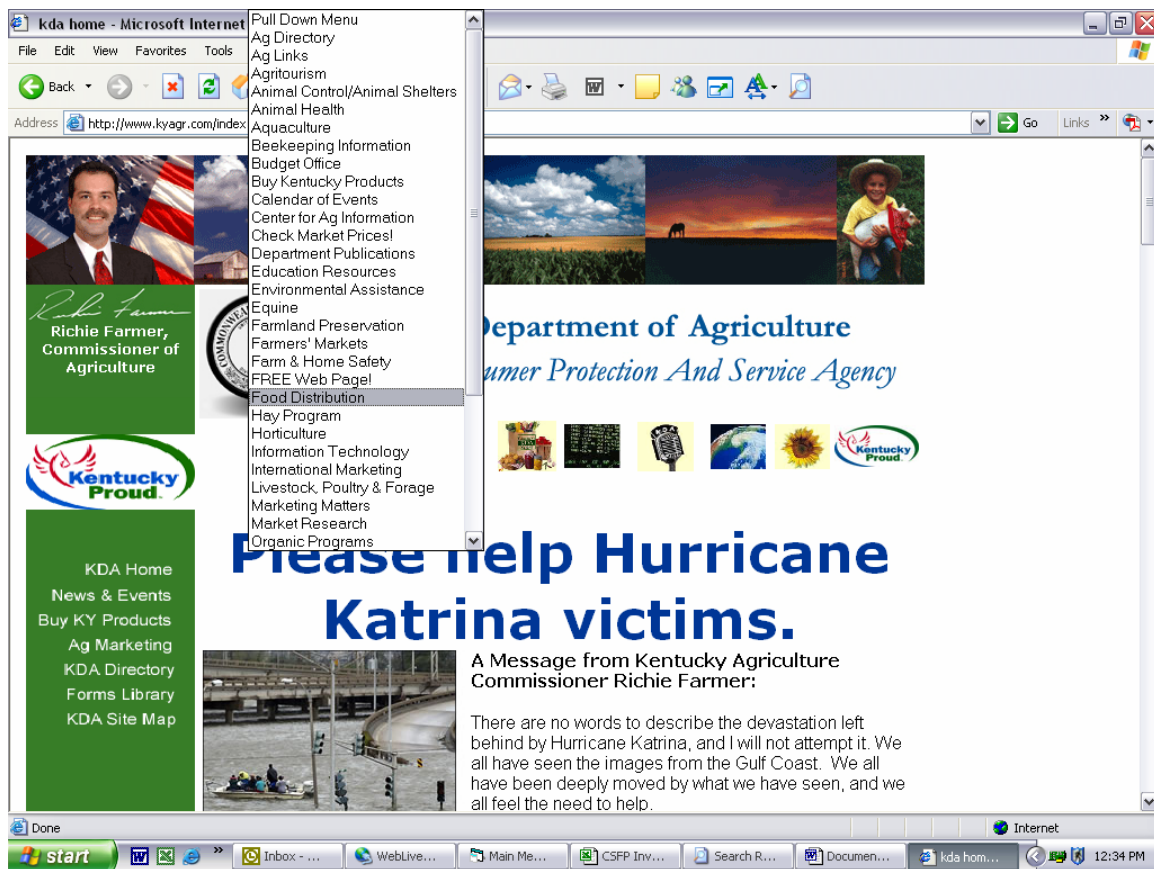 kda home - Microsoft Internet
File Edit View Favorites Tools
Back
Address http://www.kyagr.com/index
Go Links »
Pull Down Menu
Ag Directory
Ag Links
Agritourism
Animal Control/Animal Shelters
Animal Health
Aquaculture
Beekeeping Information
Budget Office
Buy Kentucky Products
Calendar of Events
Center for Ag Information
Check Market Prices!
Department Publications
Education Resources
Environmental Assistance
Equine
Farmland Preservation
Farmers' Markets
Farm & Home Safety
FREE Web Page!
Food Distribution
Hay Program
Horticulture
Information Technology
International Marketing
Livestock, Poultry & Forage
Marketing Matters
Market Research
Organic Programs
Richie Farmer
Richie Farmer,
Commissioner of
Agriculture
Department of Agriculture
umer Protection And Service Agency
Kentucky
Proud
Kentucky
Proud
KDA Home
News & Events
Buy KY Products
Ag Marketing
KDA Directory
Forms Library
KDA Site Map
Please help Hurricane
Katrina victims.
A Message from Kentucky Agriculture
Commissioner Richie Farmer:
There are no words to describe the devastation left
behind by Hurricane Katrina, and I will not attempt it. We
all have seen the images from the Gulf Coast. We all
have been deeply moved by what we have seen, and we
all feel the need to help.
Done
Internet
start » Inbox - ... WebLive... Main Me... CSFP Inv... Search R... Documen... kda hom... 12:34 PM